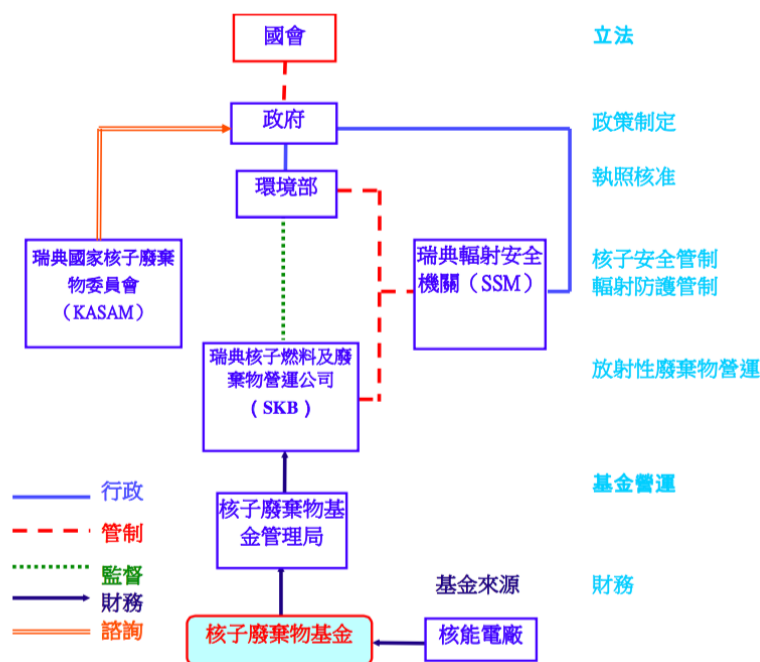 國會
立法
政府
政策制定
環境部
執照核准
瑞典國家核子廢棄
物委員會
（KASAM）
瑞典輻射安全
機關（SSM）
核子安全管制
輻射防護管制
瑞典核子燃料及廢
棄物營運公司
（SKB）
放射性廢棄物營運
行政
管制
監督
財務
諮詢
核子廢棄物基
金管理局
基金營運
基金來源
財務
核子廢棄物基金
核能電廠